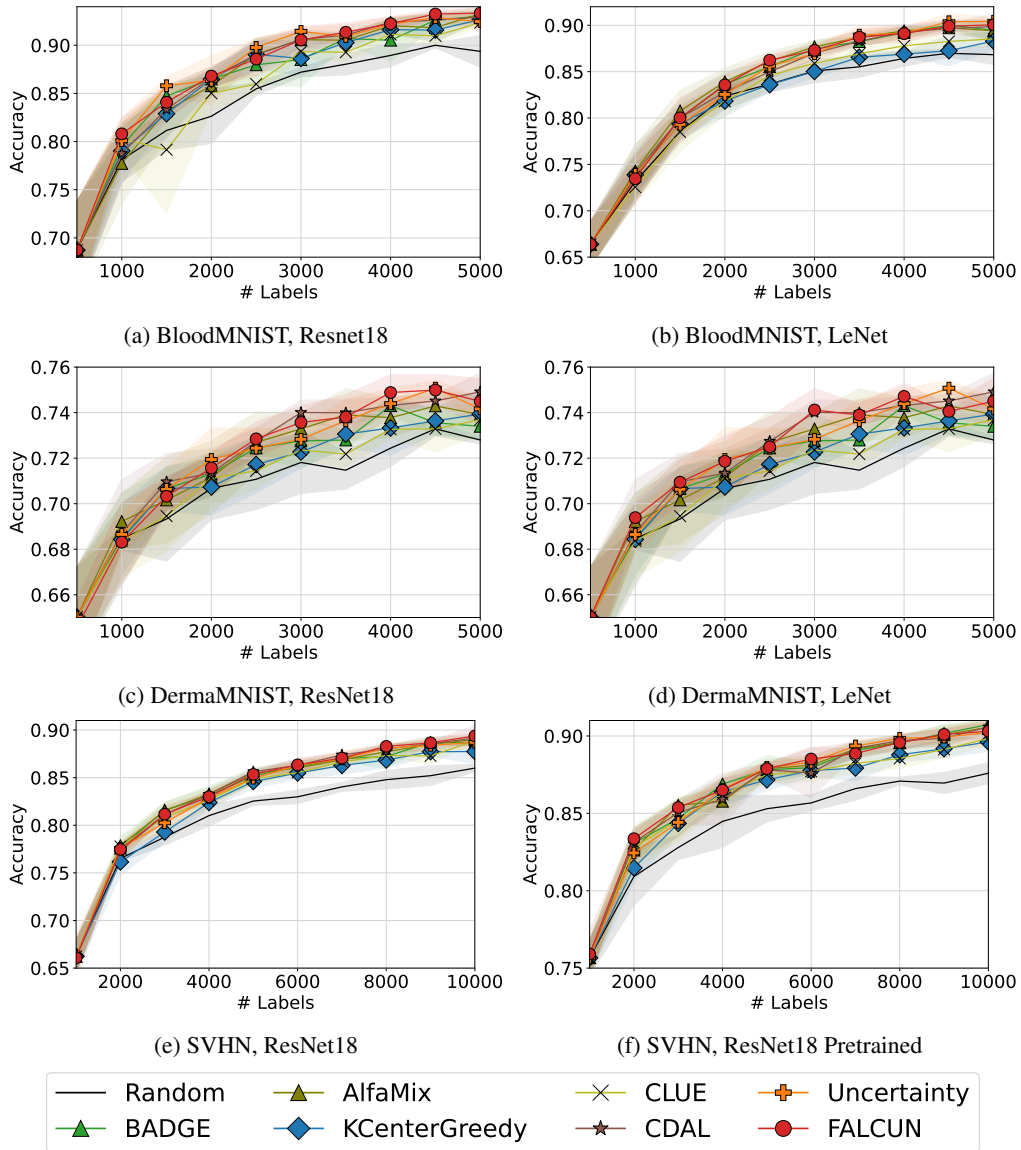 0.90
0.85
0.80
0.75
0.70
Accuracy
1000 2000 3000 4000 5000
# Labels
(a) BloodMNIST, Resnet18
0.90
0.85
0.80
0.75
0.70
0.65
Accuracy
1000 2000 3000 4000 5000
# Labels
(b) BloodMNIST, LeNet
0.76
0.74
0.72
0.70
0.68
0.66
Accuracy
1000 2000 3000 4000 5000
# Labels
(c) DermaMNIST, ResNet18
0.76
0.74
0.72
0.70
0.68
0.66
Accuracy
1000 2000 3000 4000 5000
# Labels
(d) DermaMNIST, LeNet
0.90
0.85
0.80
0.75
0.70
0.65
Accuracy
2000 4000 6000 8000 10000
# Labels
(e) SVHN, ResNet18
0.90
0.85
0.80
0.75
Accuracy
2000 4000 6000 8000 10000
# Labels
(f) SVHN, ResNet18 Pretrained
Random AlfaMix CLUE Uncertainty
BADGE KCenterGreedy CDAL FALCUN